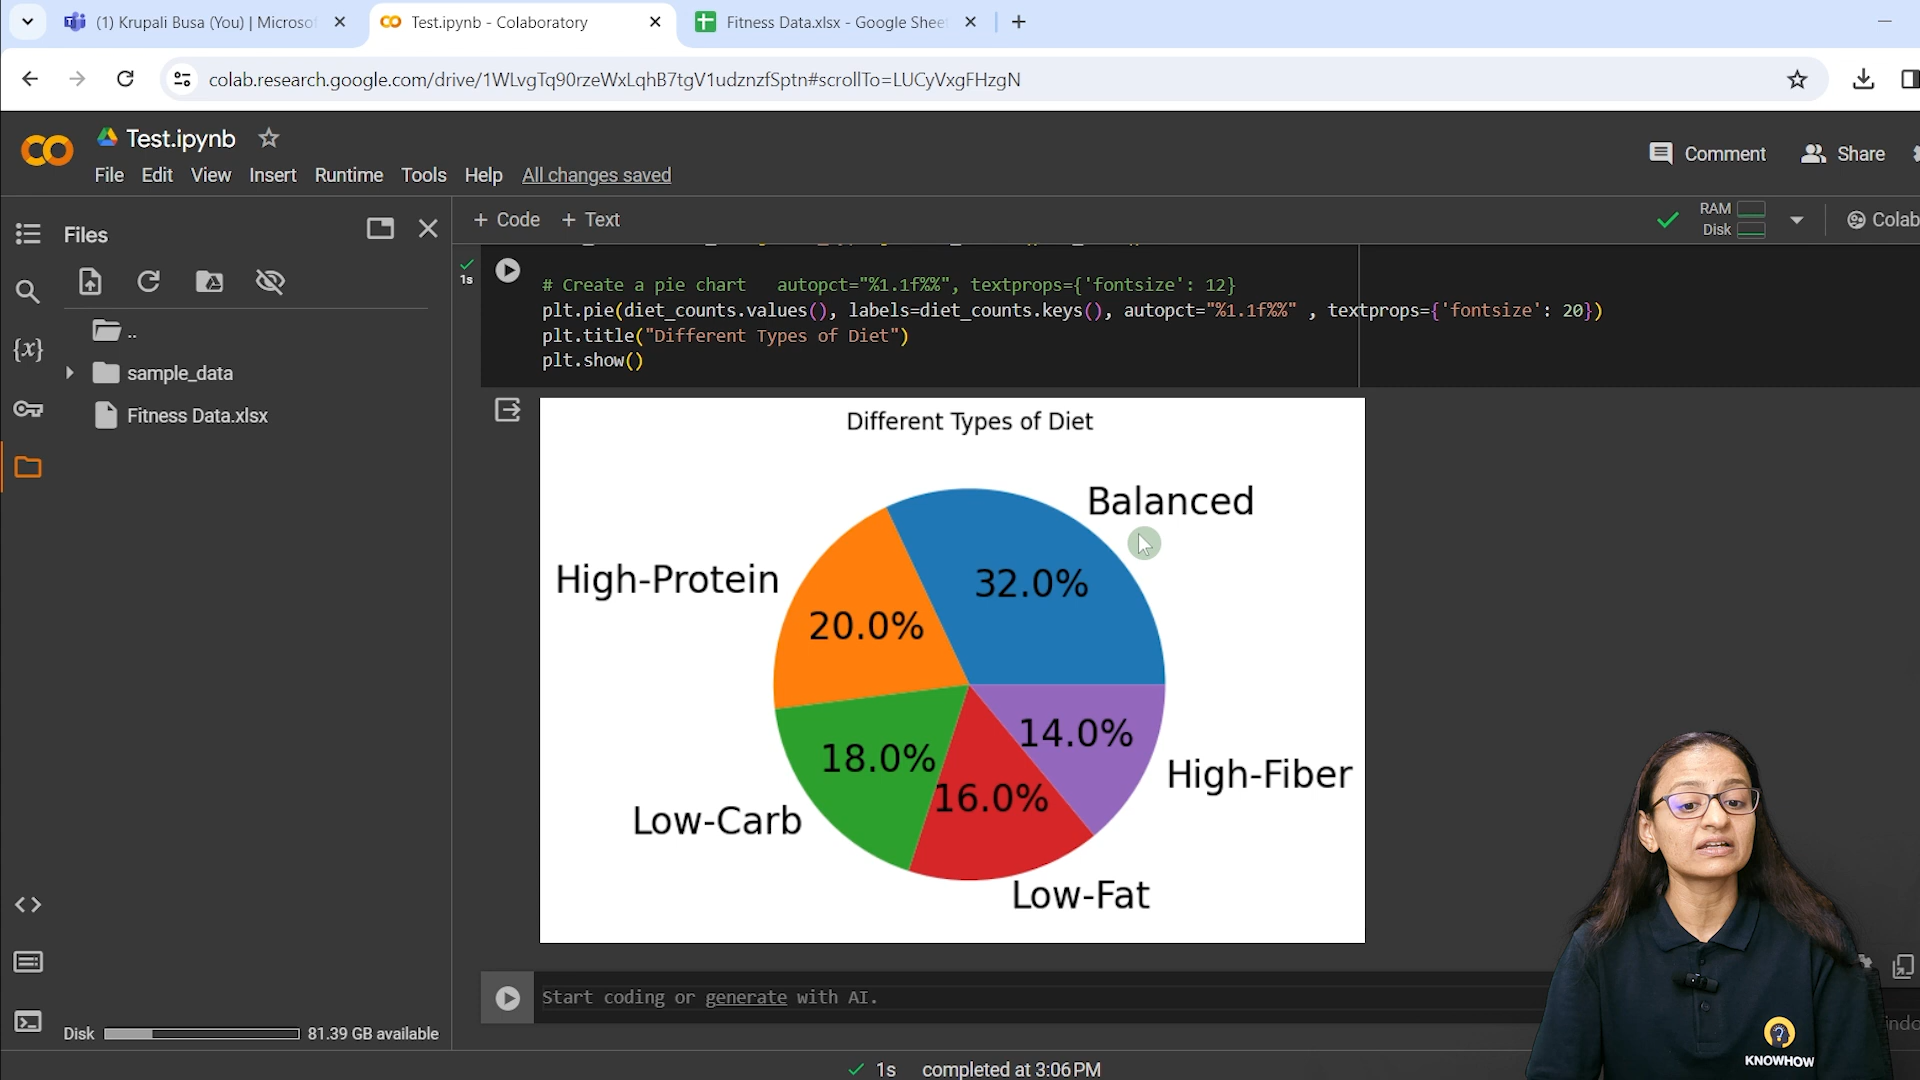 (1) Krupali Busa (You) | Microsof
Test.ipynb - Colaboratory
Fitness Data.xlsx - Google Shee
colab.research.google.com/drive/1WLvgTq90rzeWxLqhB7tgV1udznzfSptn#scrollTo=LUCyVxgFHzgN
Test.ipynb
File Edit View Insert Runtime Tools Help All changes saved
Comment
Share
Files
+ Code + Text
RAM
Disk
Colab
..
sample_data
Fitness Data.xlsx
1s
# Create a pie chart autopct="%1.1f%%", textprops={'fontsize': 12}
plt.pie(diet_counts.values(), labels=diet_counts.keys(), autopct="%1.1f%%" , textprops={'fontsize': 20})
plt.title("Different Types of Diet")
plt.show()
Different Types of Diet
Balanced
32.0%
High-Protein
20.0%
14.0%
High-Fiber
18.0%
Low-Carb
16.0%
Low-Fat
Start coding or generate with AI.
Disk 81.39 GB available
1s completed at 3:06 PM
KNOWHOW